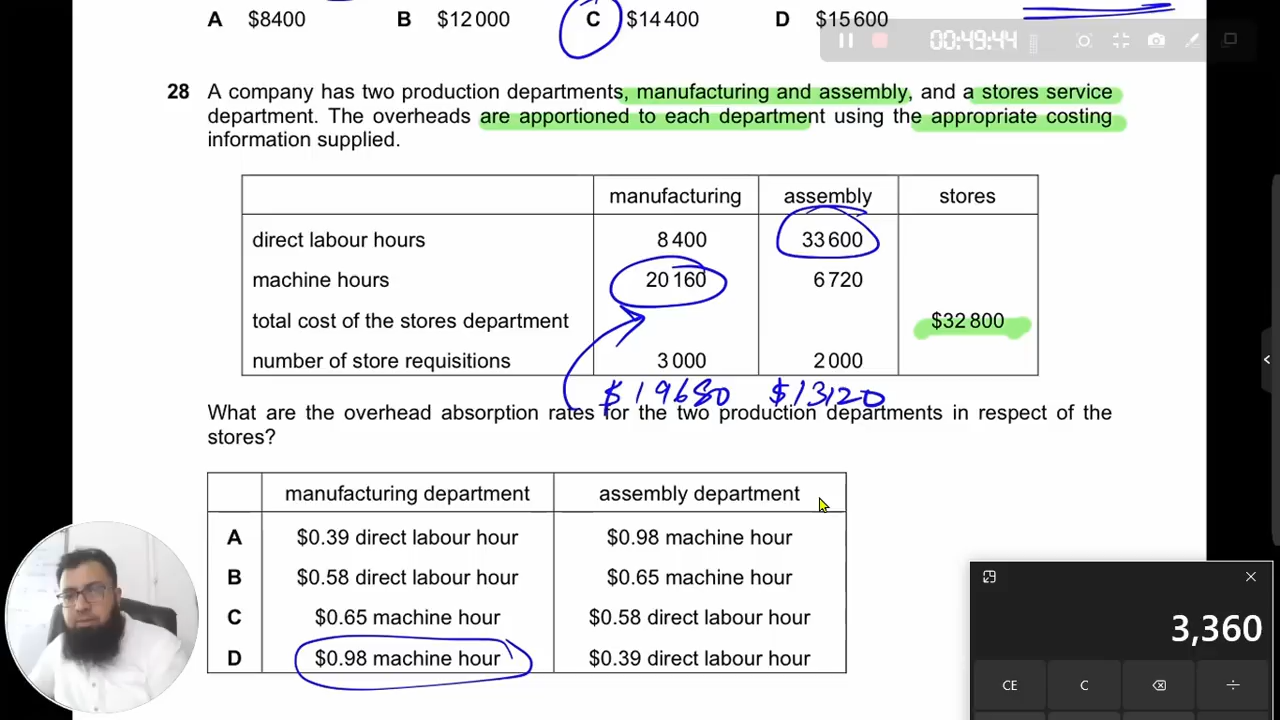 A $8400 B $12 000 C $14 400 D $15 600
00:49:44
28 A company has two production departments, manufacturing and assembly, and a stores service
department. The overheads are apportioned to each department using the appropriate costing
information supplied.
manufacturing assembly stores
direct labour hours 8 400 33 600
machine hours 20 160 6 720
total cost of the stores department $32 800
number of store requisitions 3 000 2 000
$19680 $13120
What are the overhead absorption rates for the two production departments in respect of the
stores?
manufacturing department assembly department
A $0.39 direct labour hour $0.98 machine hour
B $0.58 direct labour hour $0.65 machine hour
C $0.65 machine hour $0.58 direct labour hour
D $0.98 machine hour $0.39 direct labour hour
3,360
CE C ÷